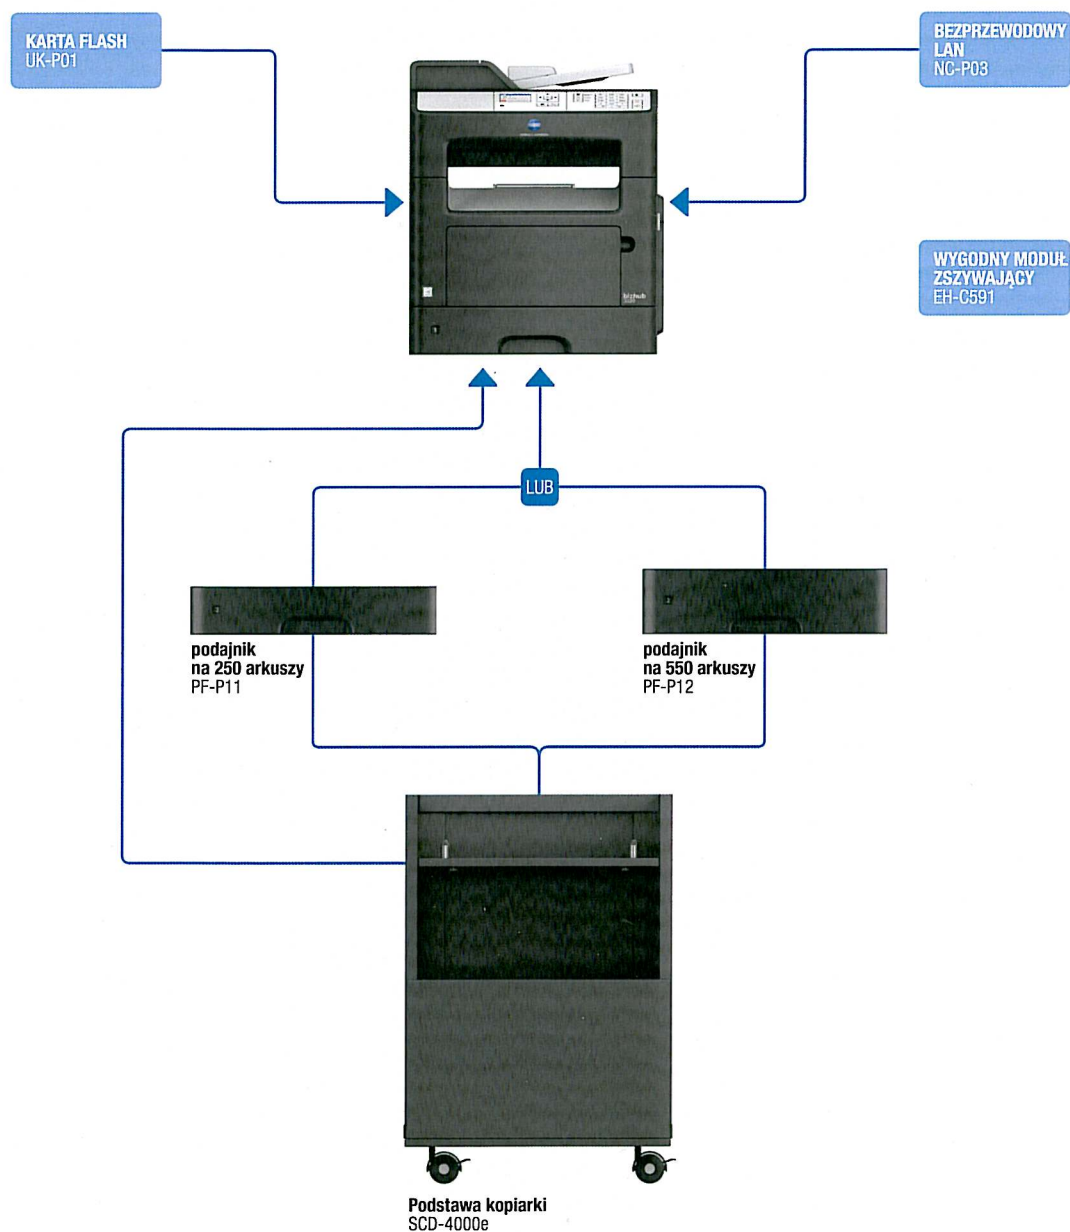 KARTA FLASH
UK-P01
BEZPRZEWODOWY
LAN
NC-P03
bizhub
WYGODNY MODUŁ
ZSZYWAJĄCY
EH-C591
LUB
podajnik
na 250 arkuszy
PF-P11
podajnik
na 550 arkuszy
PF-P12
Podstawa kopiarki
SCD-4000e